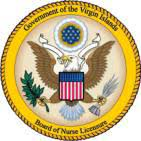 Government of the Virgin Islands
Board of Nurse Licensure